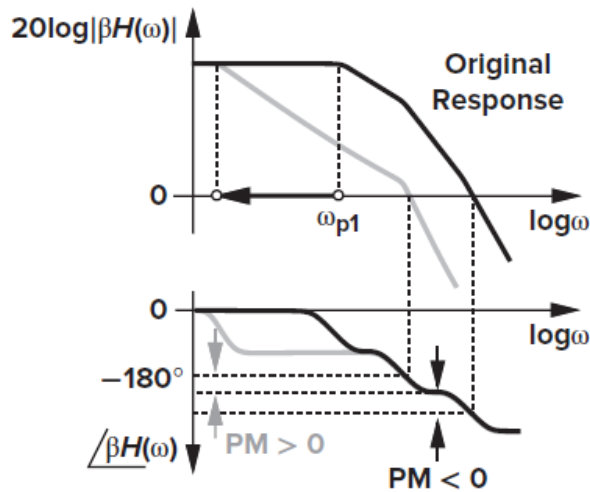 20log|βH(ω)|
Original
Response
0
ωp1
logω
0
logω
−180°
PM > 0
∠βH(ω)
PM < 0